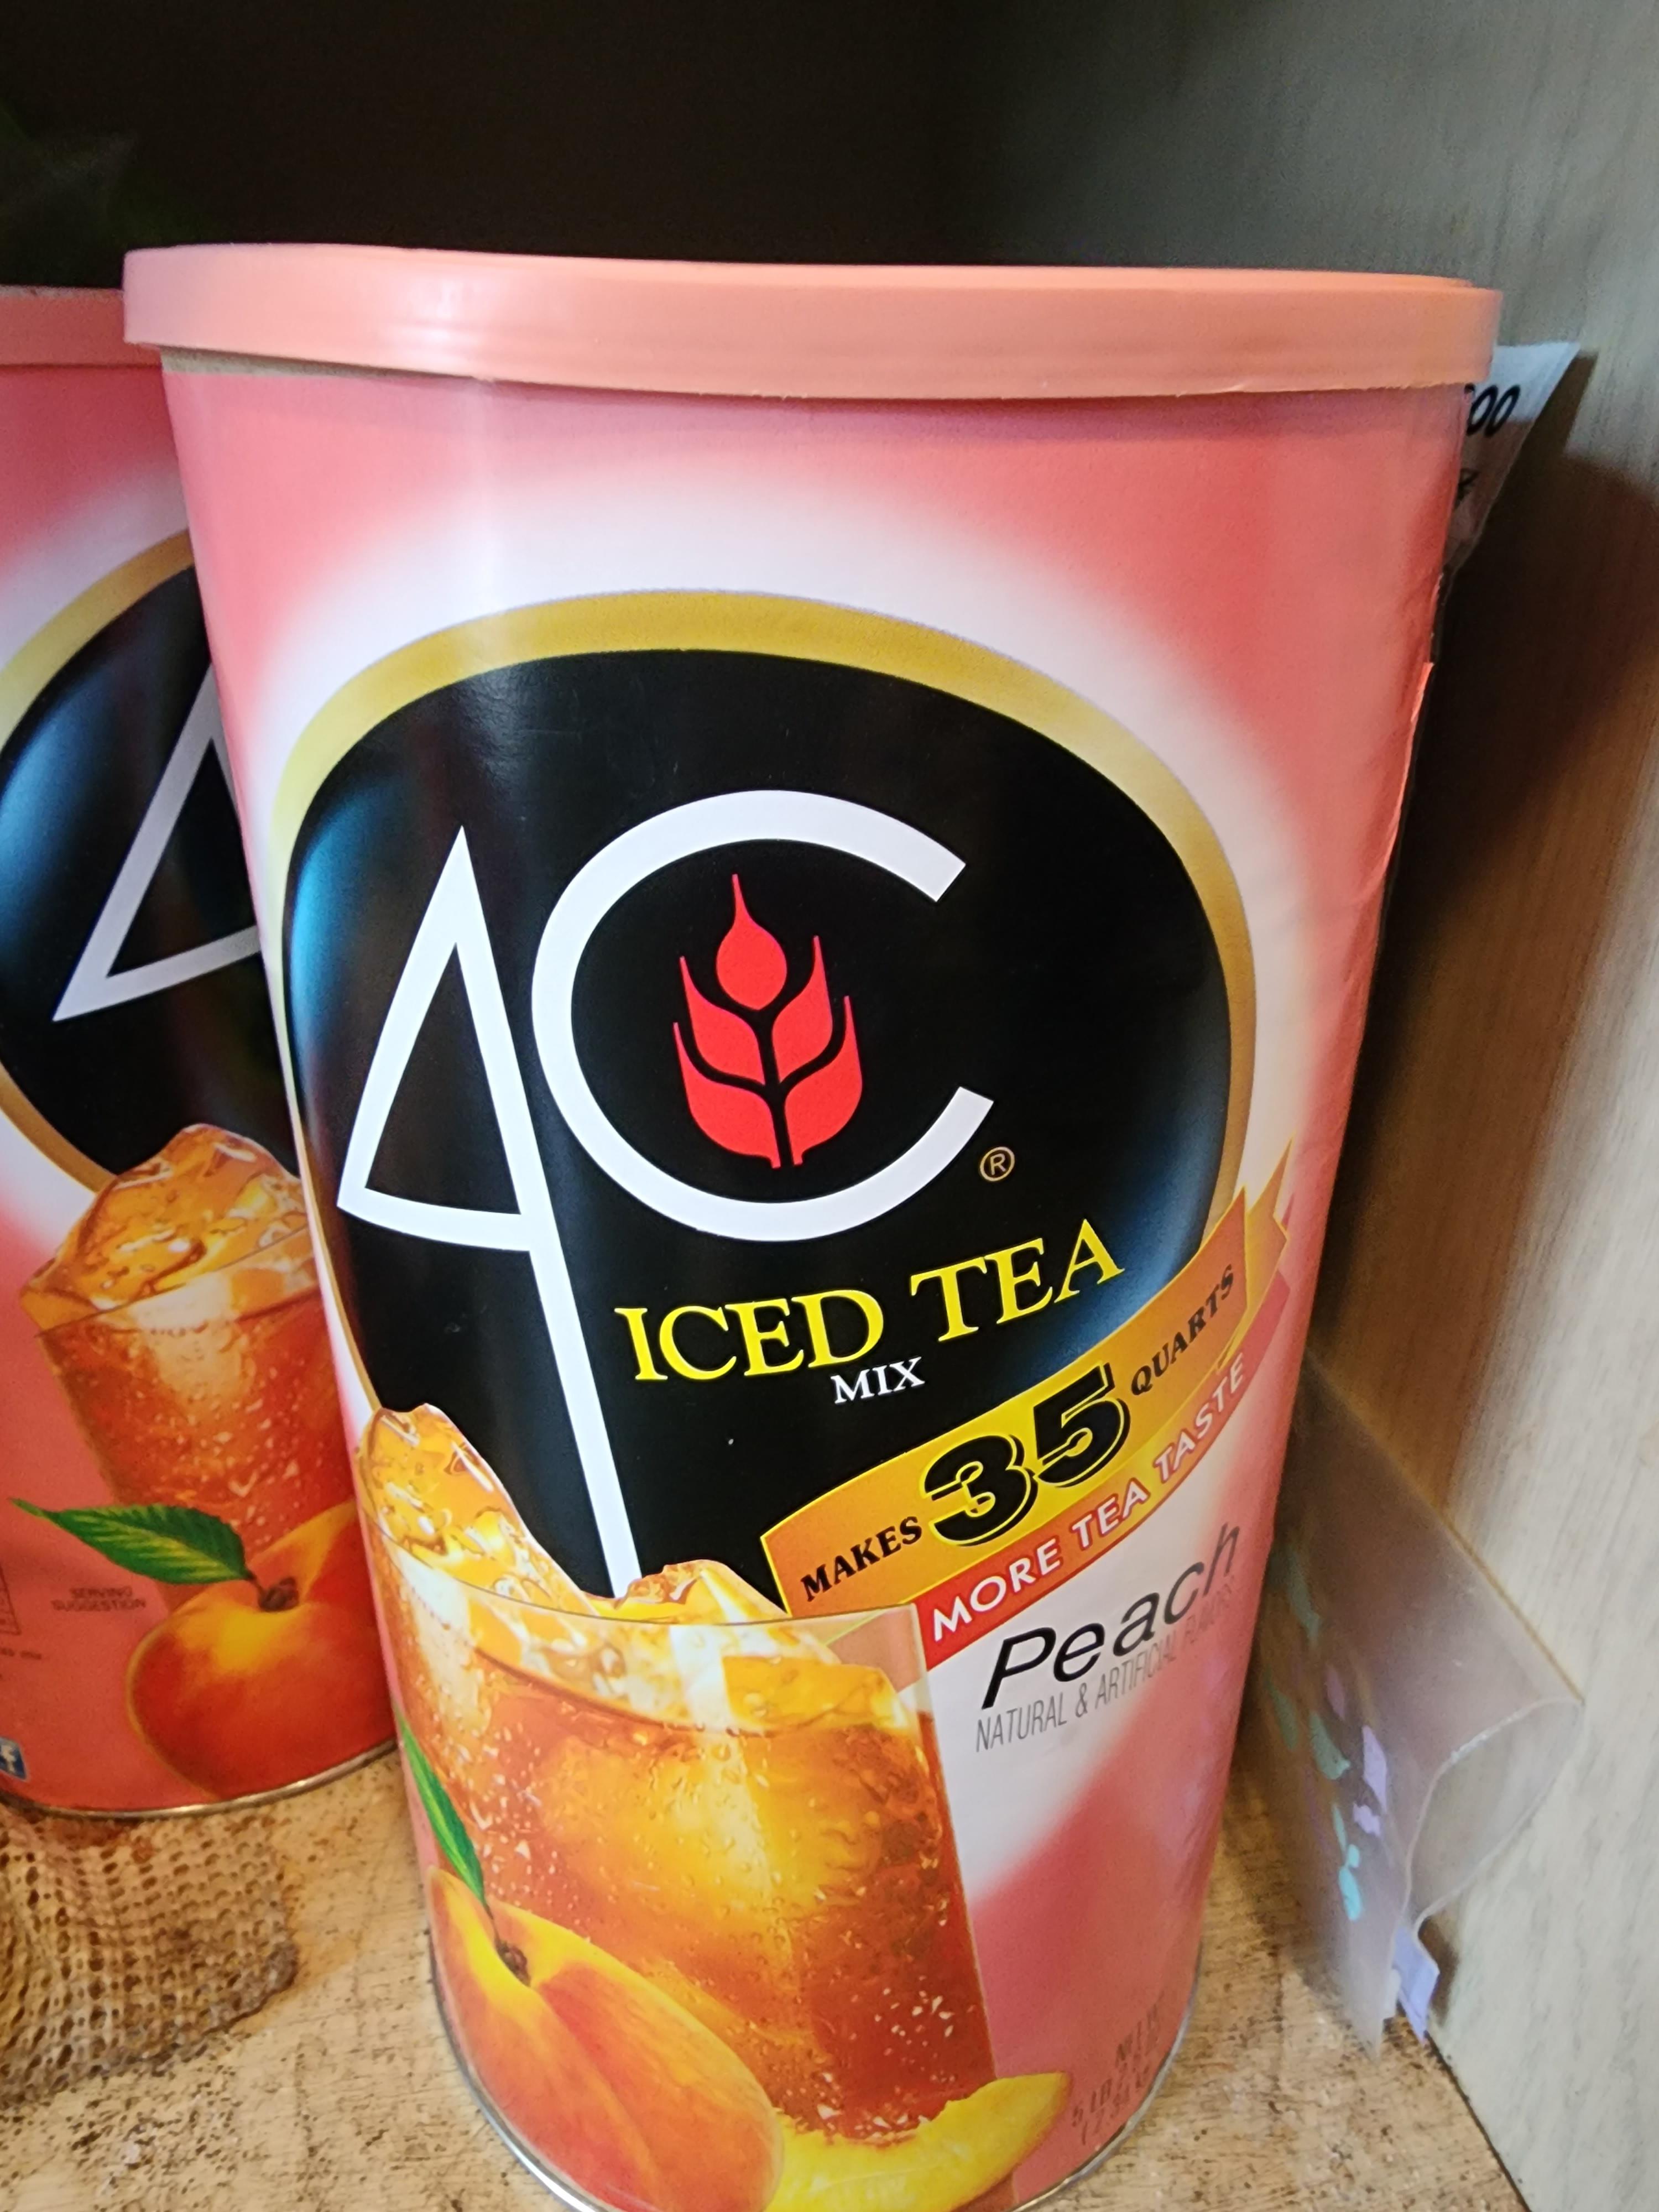 4C
®
ICED TEA
MIX
MAKES 35 QUARTS
MORE TEA TASTE
Peach
NATURAL & ARTIFICIAL FLAVORS
SERVING
SUGGESTION